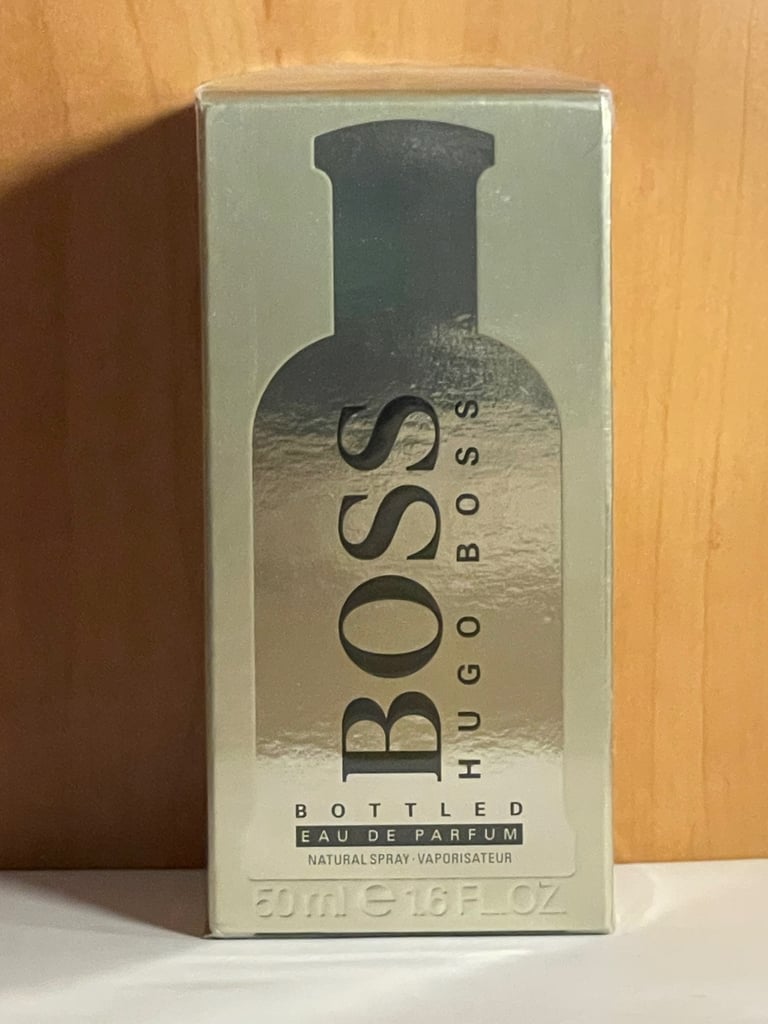 BOSS
HUGO BOSS
BOTTLED
EAU DE PARFUM
NATURAL SPRAY · VAPORISATEUR
50 ml ℮ 1.6 FL.OZ